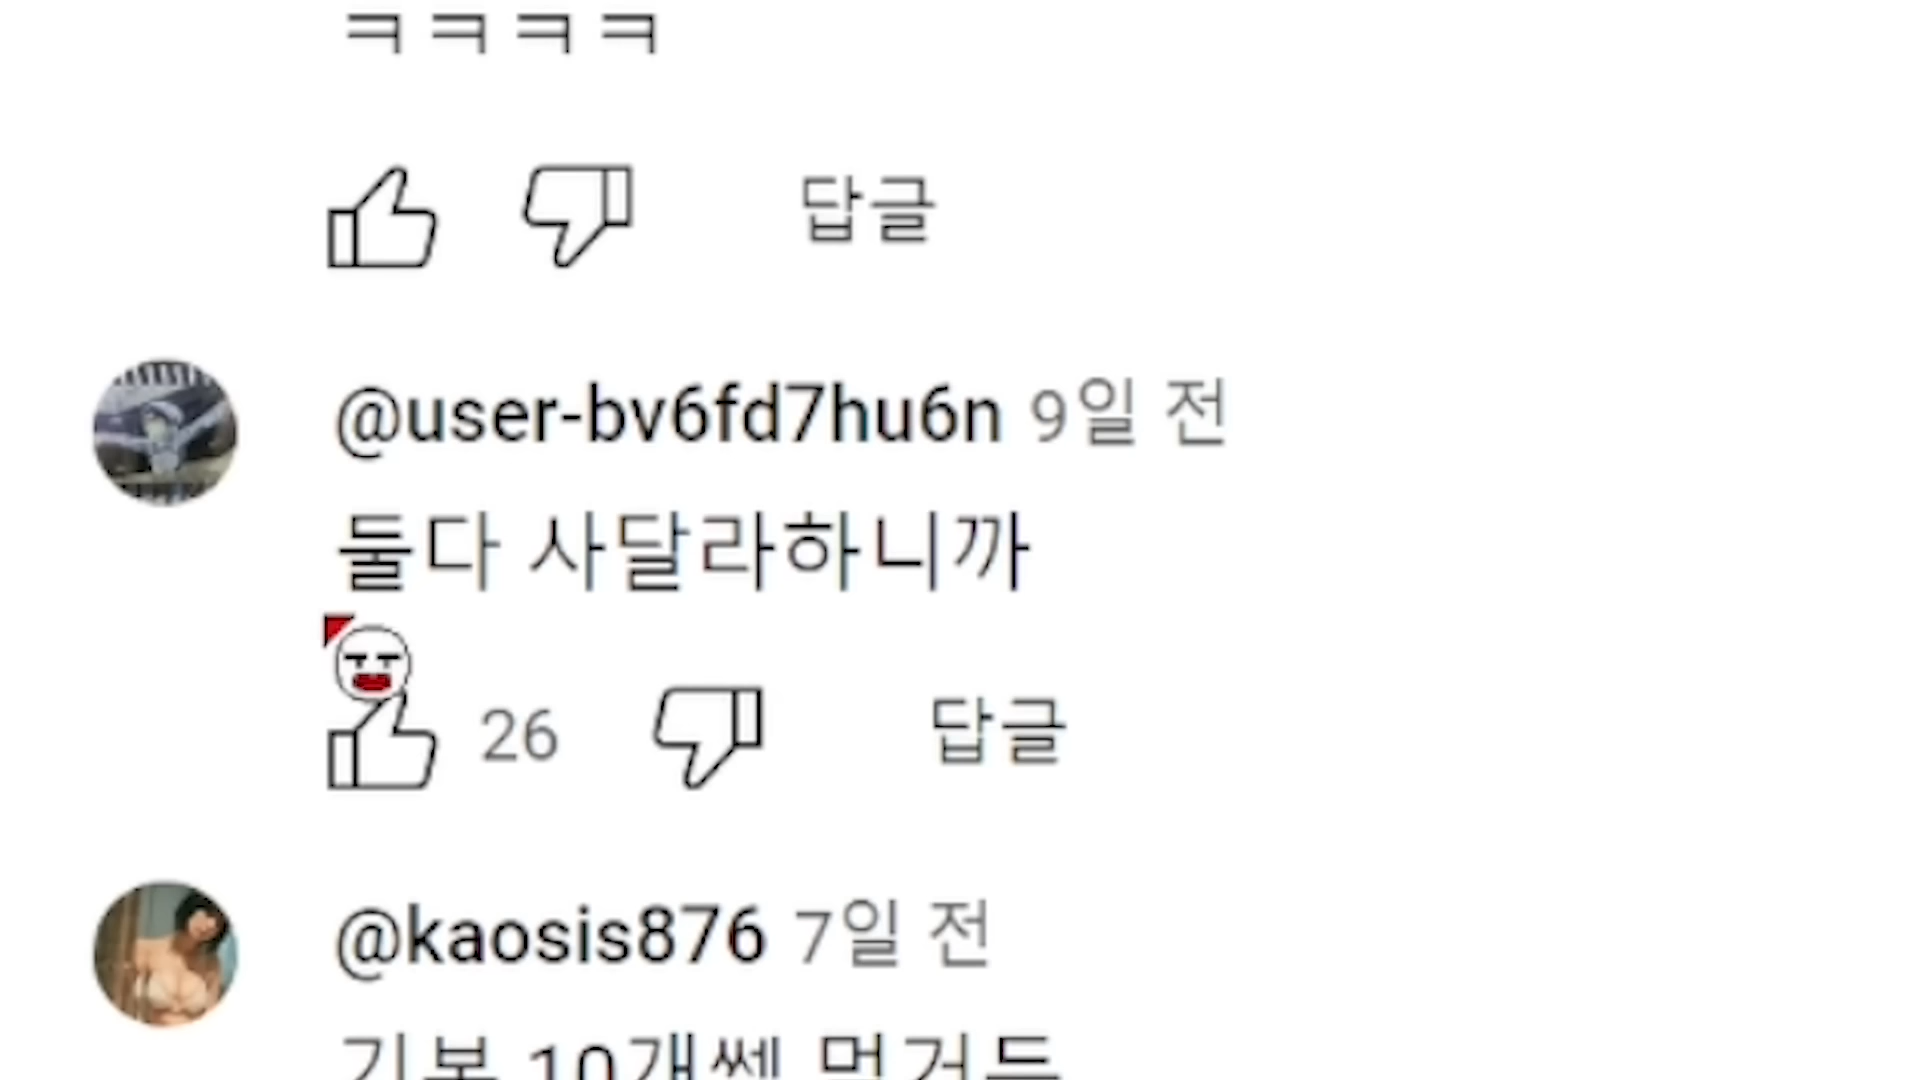 ㅋㅋㅋㅋ
답글
@user-bv6fd7hu6n 9일 전
둘다 사달라하니까
26 답글
@kaosis876 7일 전
기본 10개쎅 먹거든